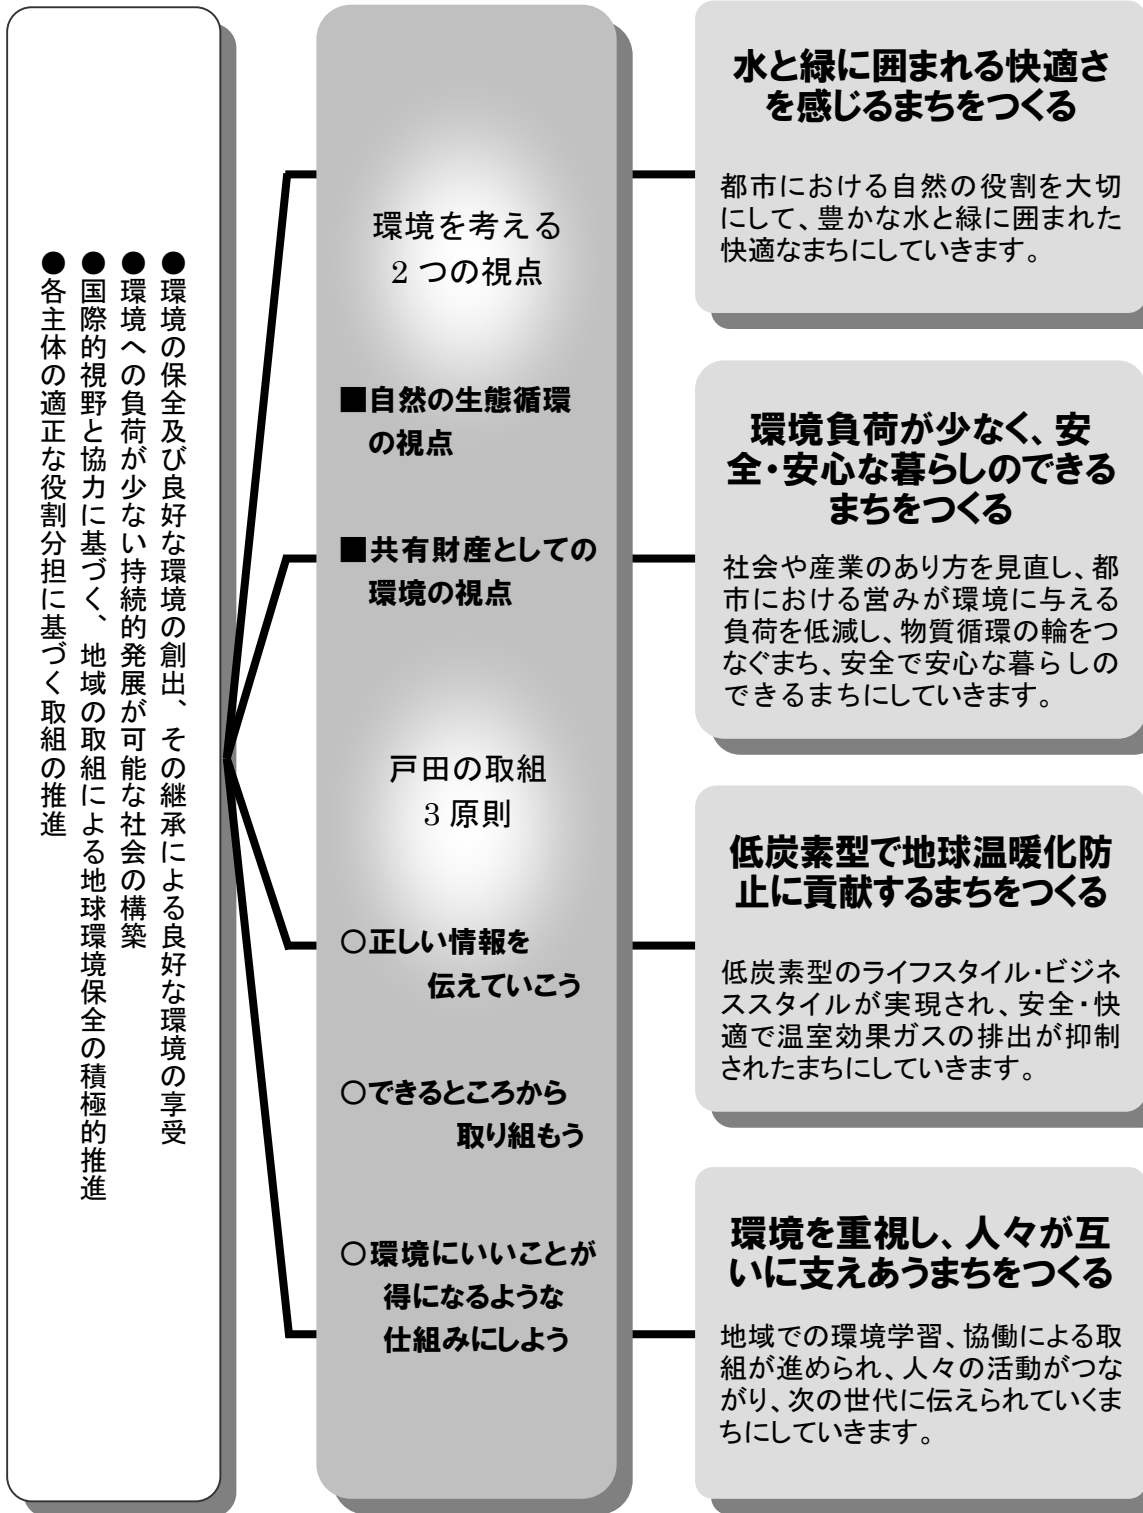 ●環境の保全及び良好な環境の創出、その継承による良好な環境の享受
●環境への負荷が少ない持続的発展が可能な社会の構築
●国際的視野と協力に基づく、地域の取組による地球環境保全の積極的推進
●各主体の適正な役割分担に基づく取組の推進
環境を考える
2 つの視点
■自然の生態循環
の視点
■共有財産としての
環境の視点
戸田の取組
3 原則
○正しい情報を
伝えていこう
○できるところから
取り組もう
○環境にいいことが
得になるような
仕組みにしよう
水と緑に囲まれる快適さ
を感じるまちをつくる
都市における自然の役割を大切
にして、豊かな水と緑に囲まれた
快適なまちにしていきます。
環境負荷が少なく、安
全・安心な暮らしのできる
まちをつくる
社会や産業のあり方を見直し、都
市における営みが環境に与える
負荷を低減し、物質循環の輪をつ
なぐまち、安全で安心な暮らしの
できるまちにしていきます。
低炭素型で地球温暖化防
止に貢献するまちをつくる
低炭素型のライフスタイル・ビジネ
ススタイルが実現され、安全・快
適で温室効果ガスの排出が抑制
されたまちにしていきます。
環境を重視し、人々が互
いに支えあうまちをつくる
地域での環境学習、協働による取
組が進められ、人々の活動がつな
がり、次の世代に伝えられていくま
ちにしていきます。